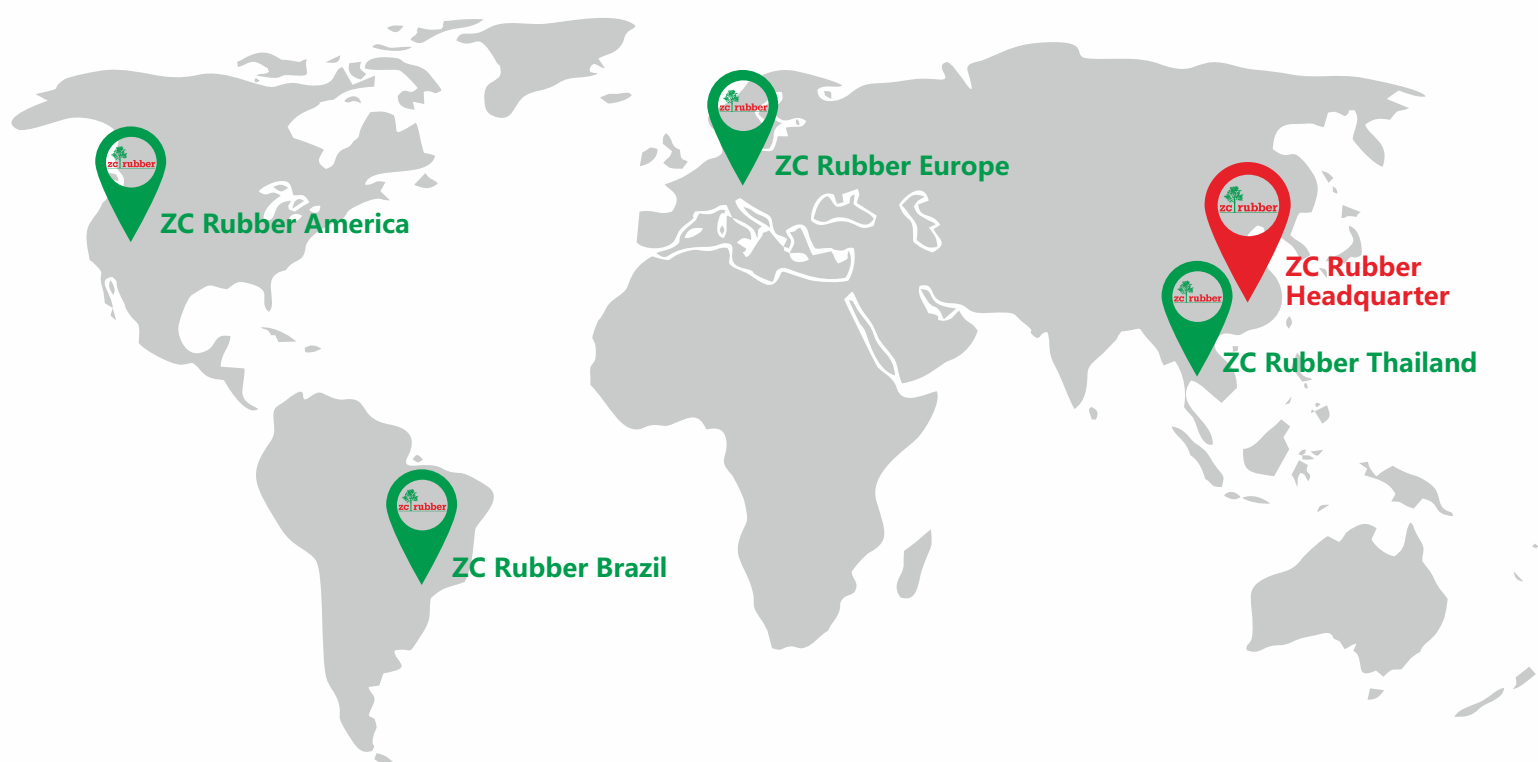 zc rubber
ZC Rubber Europe
zc rubber
ZC Rubber America
zc rubber
ZC Rubber
Headquarter
zc rubber
ZC Rubber Thailand
zc rubber
ZC Rubber Brazil